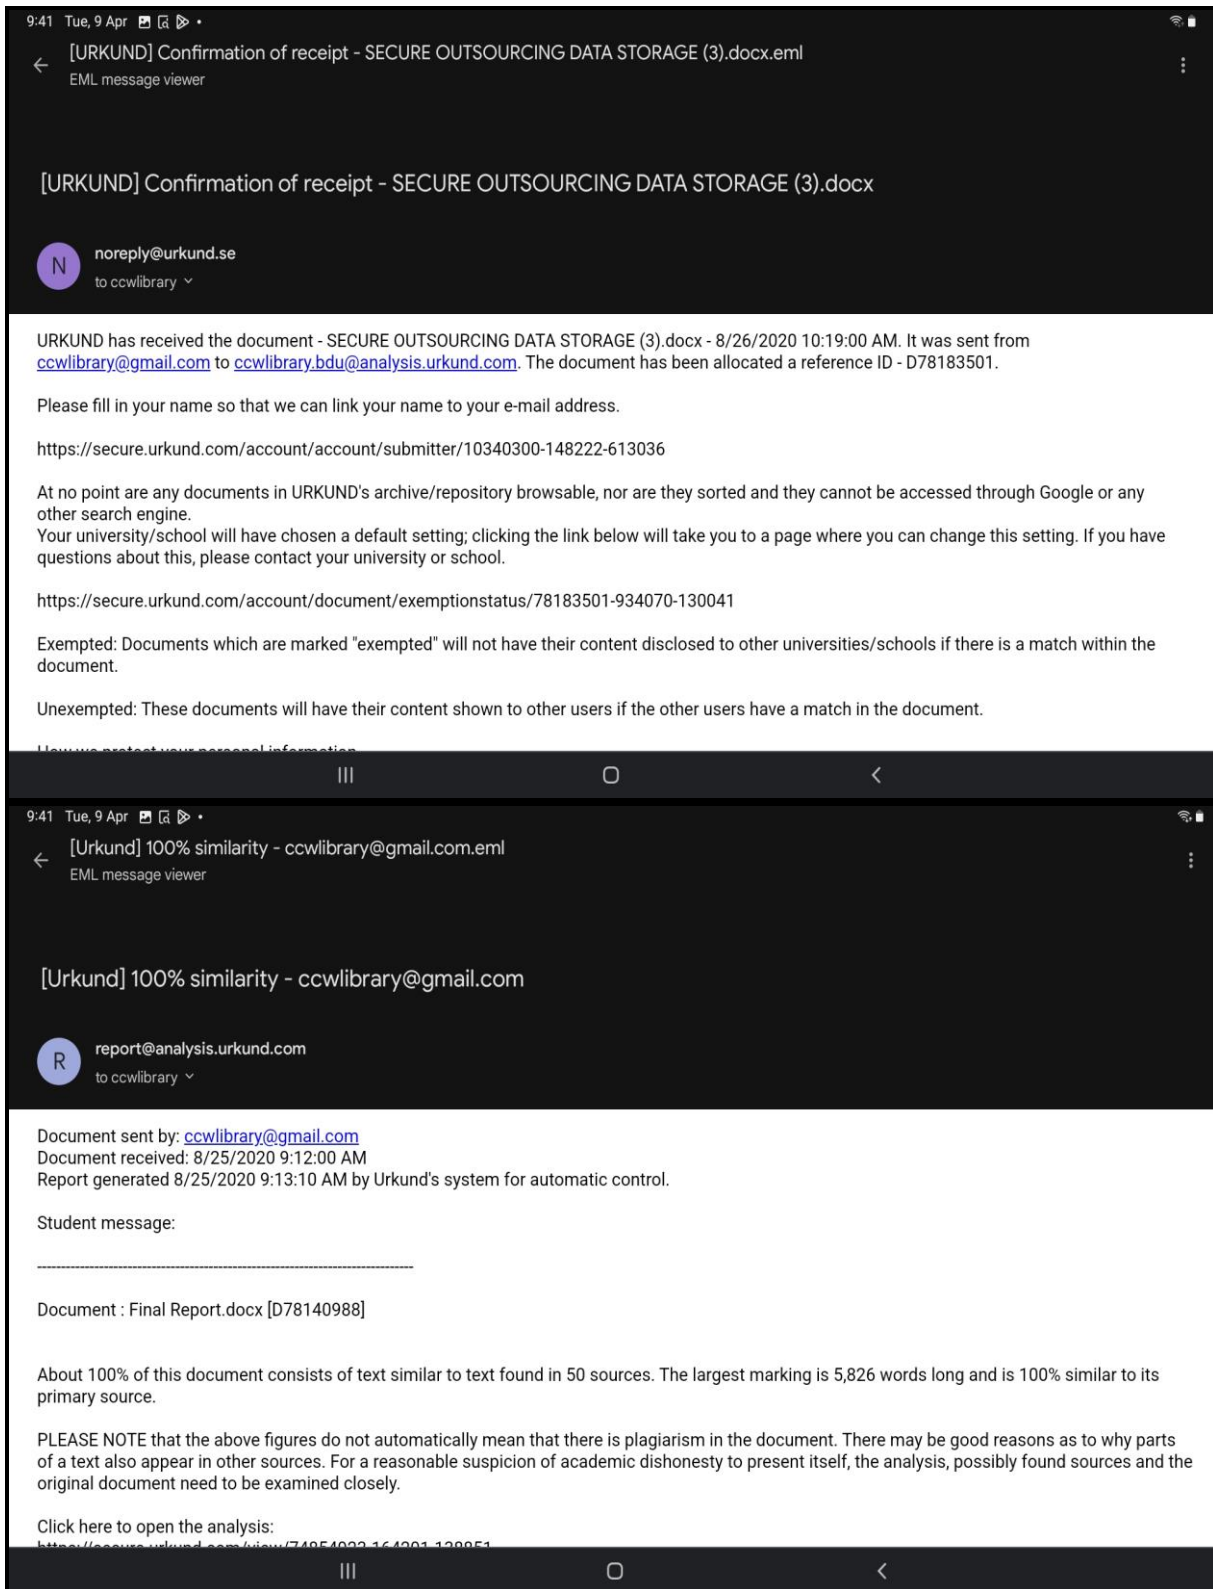 9:41 Tue, 9 Apr
[URKUND] Confirmation of receipt - SECURE OUTSOURCING DATA STORAGE (3).docx.eml
EML message viewer
[URKUND] Confirmation of receipt - SECURE OUTSOURCING DATA STORAGE (3).docx
N
noreply@urkund.se
to ccwlibrary
URKUND has received the document - SECURE OUTSOURCING DATA STORAGE (3).docx - 8/26/2020 10:19:00 AM. It was sent from
ccwlibrary@gmail.com to ccwlibrary.bdu@analysis.urkund.com. The document has been allocated a reference ID - D78183501.
Please fill in your name so that we can link your name to your e-mail address.
https://secure.urkund.com/account/account/submitter/10340300-148222-613036
At no point are any documents in URKUND's archive/repository browsable, nor are they sorted and they cannot be accessed through Google or any
other search engine.
Your university/school will have chosen a default setting; clicking the link below will take you to a page where you can change this setting. If you have
questions about this, please contact your university or school.
https://secure.urkund.com/account/document/exemptionstatus/78183501-934070-130041
Exempted: Documents which are marked "exempted" will not have their content disclosed to other universities/schools if there is a match within the
document.
Unexempted: These documents will have their content shown to other users if the other users have a match in the document.
How we protect your personal information
9:41 Tue, 9 Apr
[Urkund] 100% similarity - ccwlibrary@gmail.com.eml
EML message viewer
[Urkund] 100% similarity - ccwlibrary@gmail.com
R
report@analysis.urkund.com
to ccwlibrary
Document sent by: ccwlibrary@gmail.com
Document received: 8/25/2020 9:12:00 AM
Report generated 8/25/2020 9:13:10 AM by Urkund's system for automatic control.
Student message:
--------------------------------------------------------------------------------
Document : Final Report.docx [D78140988]
About 100% of this document consists of text similar to text found in 50 sources. The largest marking is 5,826 words long and is 100% similar to its
primary source.
PLEASE NOTE that the above figures do not automatically mean that there is plagiarism in the document. There may be good reasons as to why parts
of a text also appear in other sources. For a reasonable suspicion of academic dishonesty to present itself, the analysis, possibly found sources and the
original document need to be examined closely.
Click here to open the analysis: